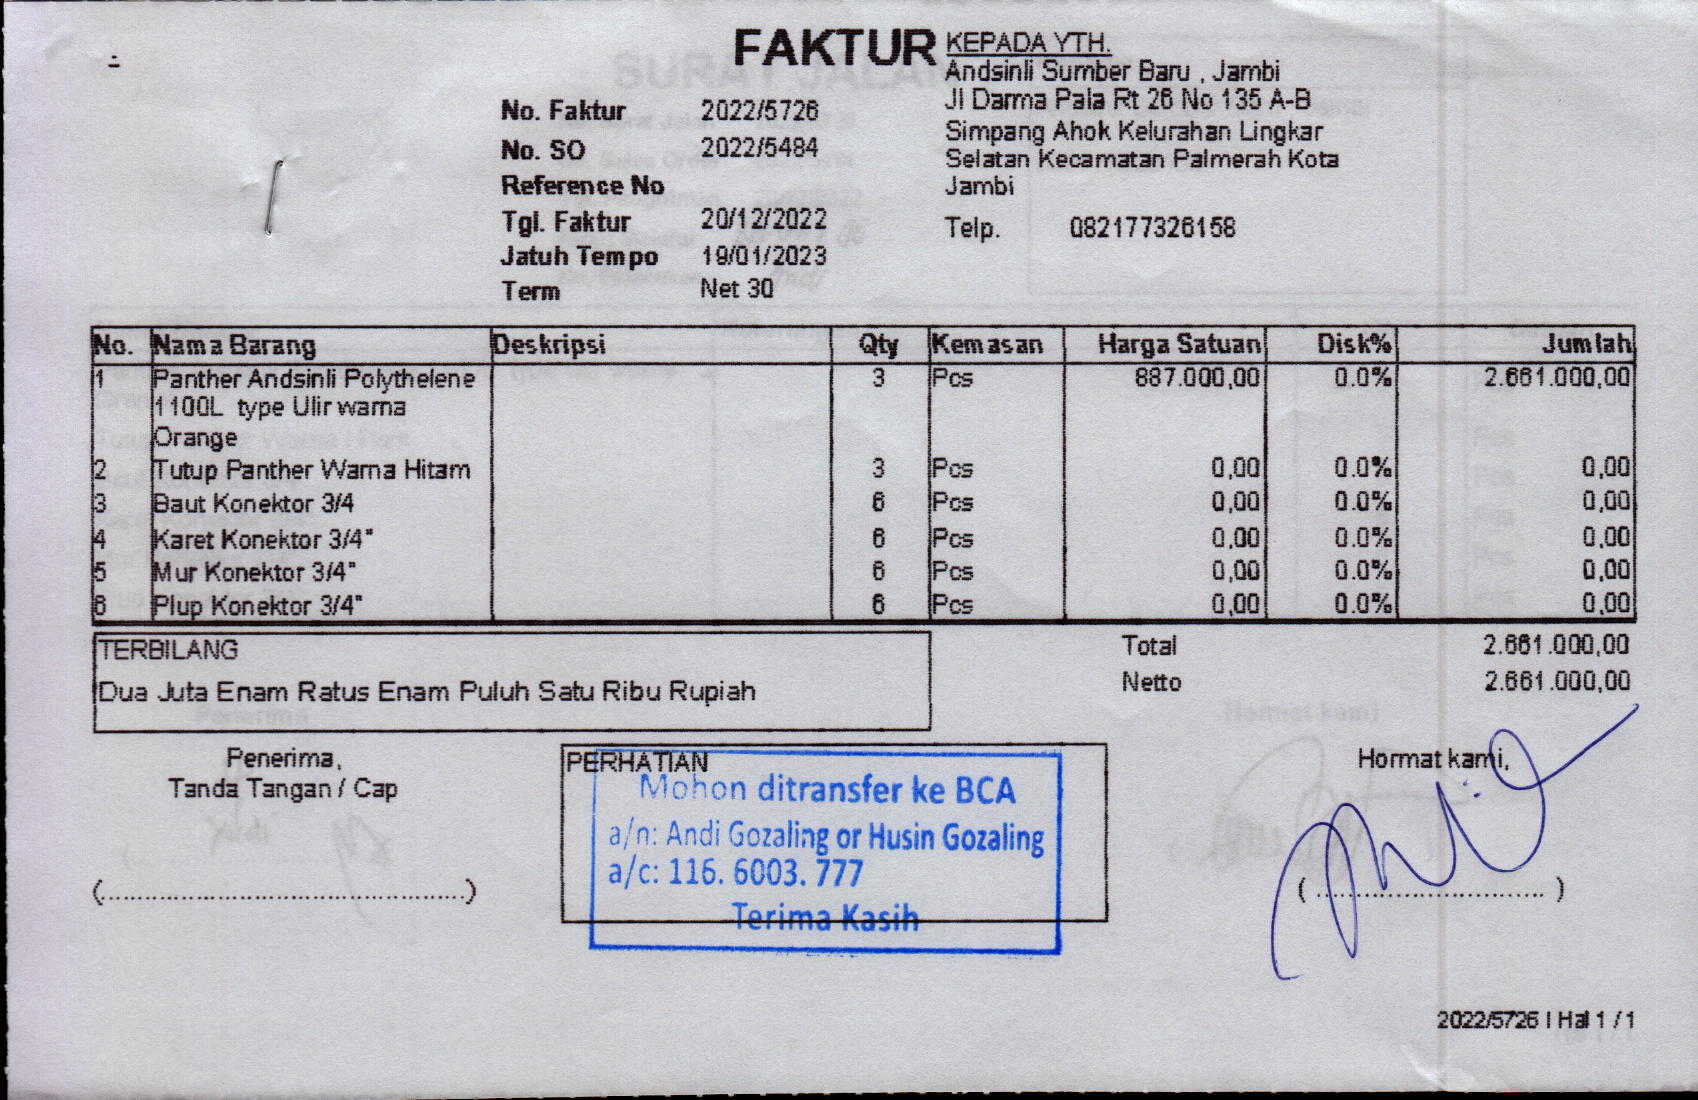 FAKTUR
KEPADA YTH.
Andsinli Sumber Baru , Jambi
Jl Darma Pala Rt 26 No 135 A-B
Simpang Ahok Kelurahan Lingkar
Selatan Kecamatan Palmerah Kota
Jambi
Telp. 082177326158
No. Faktur 2022/5726
No. SO 2022/5484
Reference No
Tgl. Faktur 20/12/2022
Jatuh Tempo 19/01/2023
Term Net 30
No. Nama Barang Deskripsi Qty Kemasan Harga Satuan Disk% Jumlah
1 Panther Andsinli Polythelene 3 Pcs 887.000,00 0.0% 2.661.000,00
1100L type Ulir warna
Orange
2 Tutup Panther Warna Hitam 3 Pcs 0,00 0.0% 0,00
3 Baut Konektor 3/4 6 Pcs 0,00 0.0% 0,00
4 Karet Konektor 3/4" 6 Pcs 0,00 0.0% 0,00
5 Mur Konektor 3/4" 6 Pcs 0,00 0.0% 0,00
6 Plup Konektor 3/4" 6 Pcs 0,00 0.0% 0,00
TERBILANG
Dua Juta Enam Ratus Enam Puluh Satu Ribu Rupiah
Total 2.661.000,00
Netto 2.661.000,00
Penerima,
Tanda Tangan / Cap
(..................................................)
PERHATIAN
Mohon ditransfer ke BCA
a/n: Andi Gozaling or Husin Gozaling
a/c: 116. 6003. 777
Terima Kasih
Hormat kami,
( ................................ )
2022/5726 I Hal 1 / 1